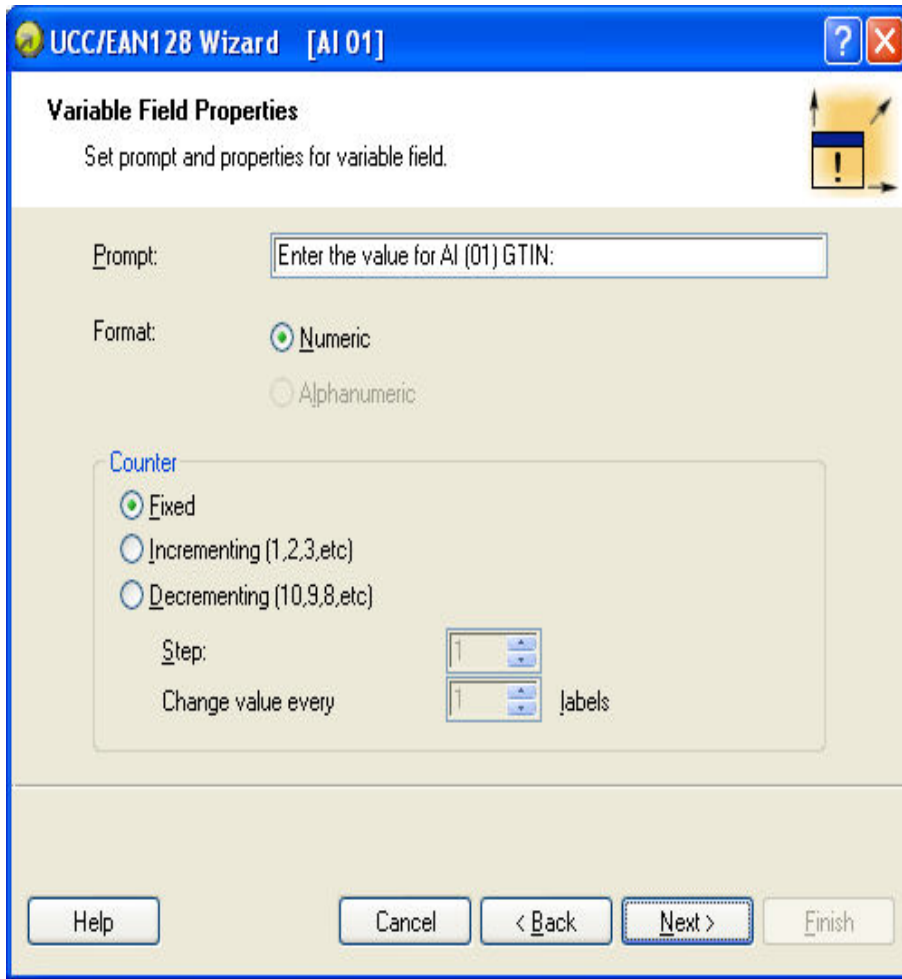 UCC/EAN128 Wizard [AI 01]
?
Variable Field Properties
Set prompt and properties for variable field.
!
Prompt: Enter the value for AI (01) GTIN:
Format: Numeric
Alphanumeric
Counter
Fixed
Incrementing (1,2,3,etc)
Decrementing (10,9,8,etc)
Step: 1
Change value every 1 labels
Help Cancel < Back Next > Finish